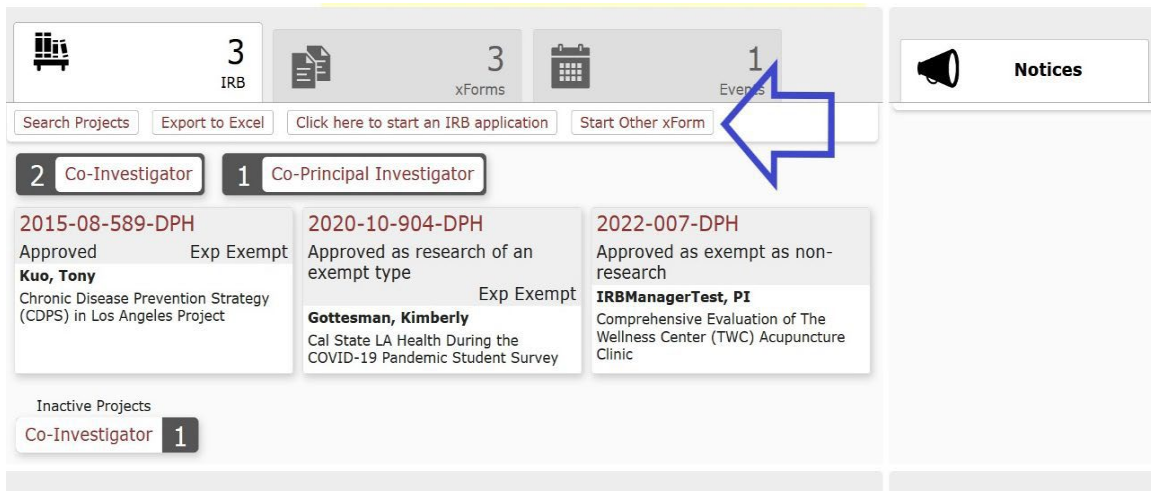 3
IRB
3
xForms
1
Events
Notices
Search Projects
Export to Excel
Click here to start an IRB application
Start Other xForm
2 Co-Investigator
1 Co-Principal Investigator
2015-08-589-DPH
Approved Exp Exempt
Kuo, Tony
Chronic Disease Prevention Strategy
(CDPS) in Los Angeles Project
2020-10-904-DPH
Approved as research of an
exempt type
Exp Exempt
Gottesman, Kimberly
Cal State LA Health During the
COVID-19 Pandemic Student Survey
2022-007-DPH
Approved as exempt as non-
research
IRBManagerTest, PI
Comprehensive Evaluation of The
Wellness Center (TWC) Acupuncture
Clinic
Inactive Projects
Co-Investigator 1